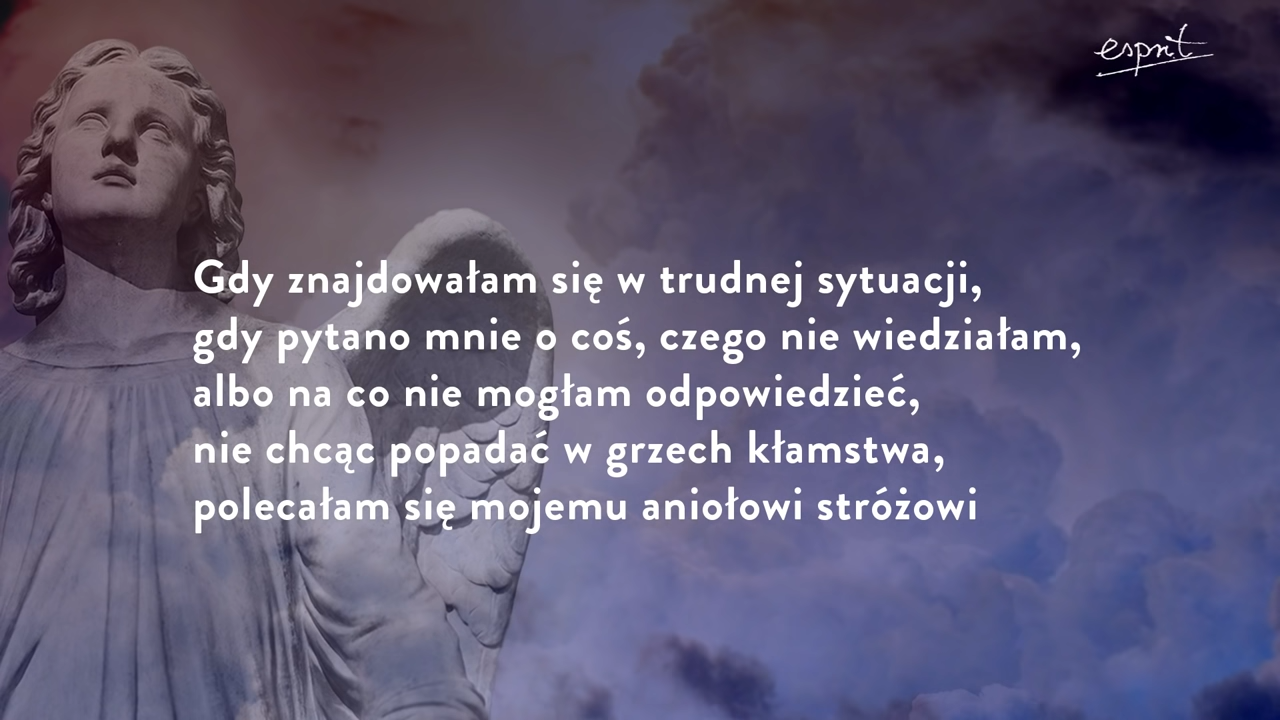 esprit
Gdy znajdowałam się w trudnej sytuacji,
gdy pytano mnie o coś, czego nie wiedziałam,
albo na co nie mogłam odpowiedzieć,
nie chcąc popadać w grzech kłamstwa,
polecałam się mojemu aniołowi stróżowi